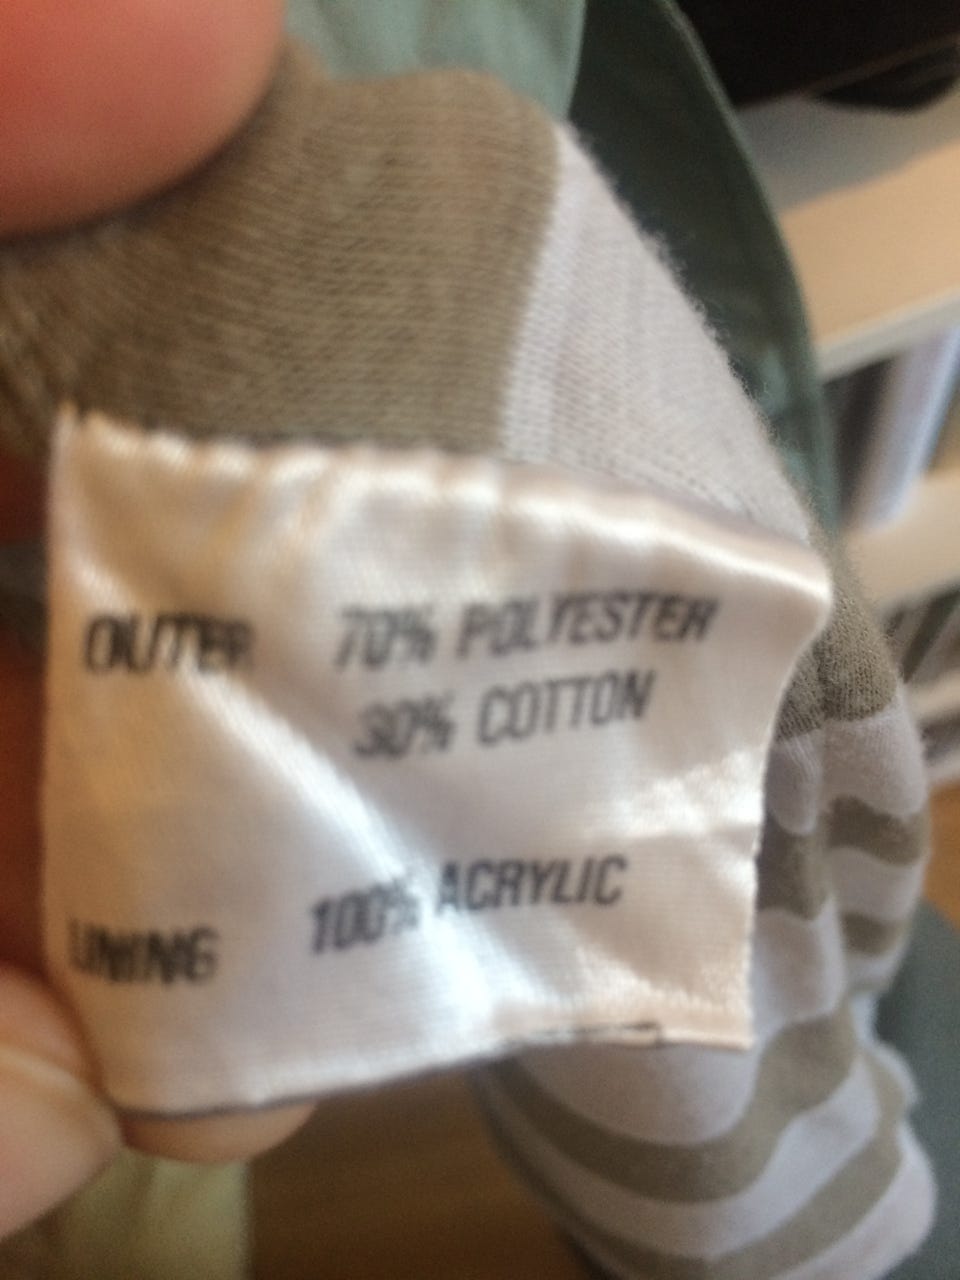 OUTER 70% POLYESTER
30% COTTON
LINING 100% ACRYLIC